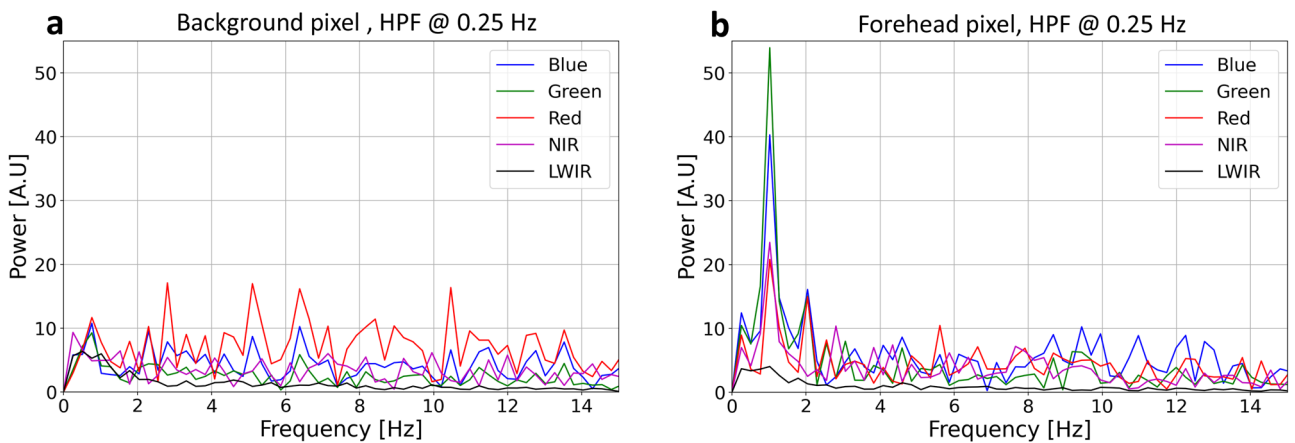 a Background pixel , HPF @ 0.25 Hz
50
40
30
20
10
0
Power [A.U]
Blue
Green
Red
NIR
LWIR
0 2 4 6 8 10 12 14
Frequency [Hz]
b Forehead pixel, HPF @ 0.25 Hz
50
40
30
20
10
0
Power [A.U]
Blue
Green
Red
NIR
LWIR
0 2 4 6 8 10 12 14
Frequency [Hz]